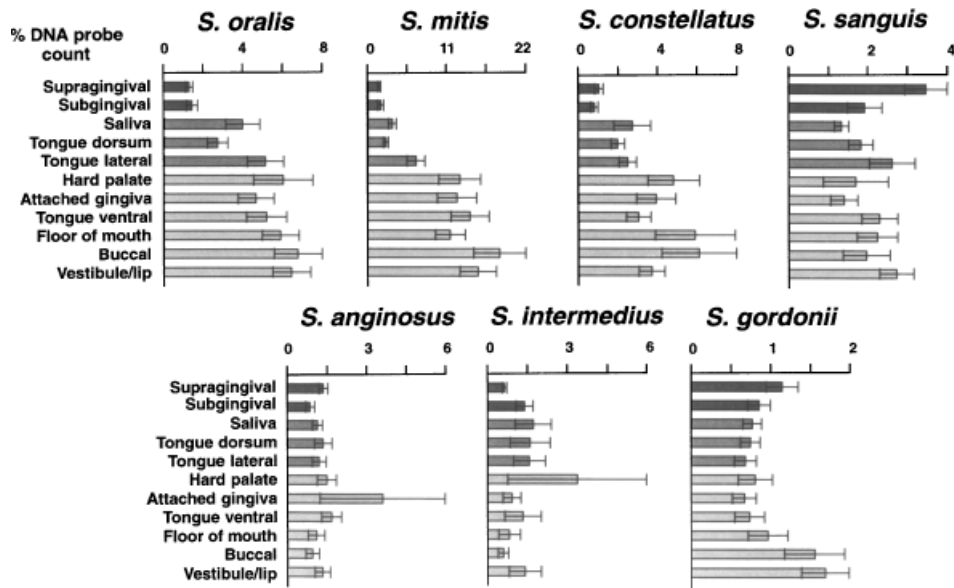 S. oralis S. mitis S. constellatus S. sanguis
% DNA probe
count
0 4 8 0 11 22 0 4 8 0 2 4
Supragingival
Subgingival
Saliva
Tongue dorsum
Tongue lateral
Hard palate
Attached gingiva
Tongue ventral
Floor of mouth
Buccal
Vestibule/lip
S. anginosus S. intermedius S. gordonii
0 3 6 0 3 6 0 1 2
Supragingival
Subgingival
Saliva
Tongue dorsum
Tongue lateral
Hard palate
Attached gingiva
Tongue ventral
Floor of mouth
Buccal
Vestibule/lip